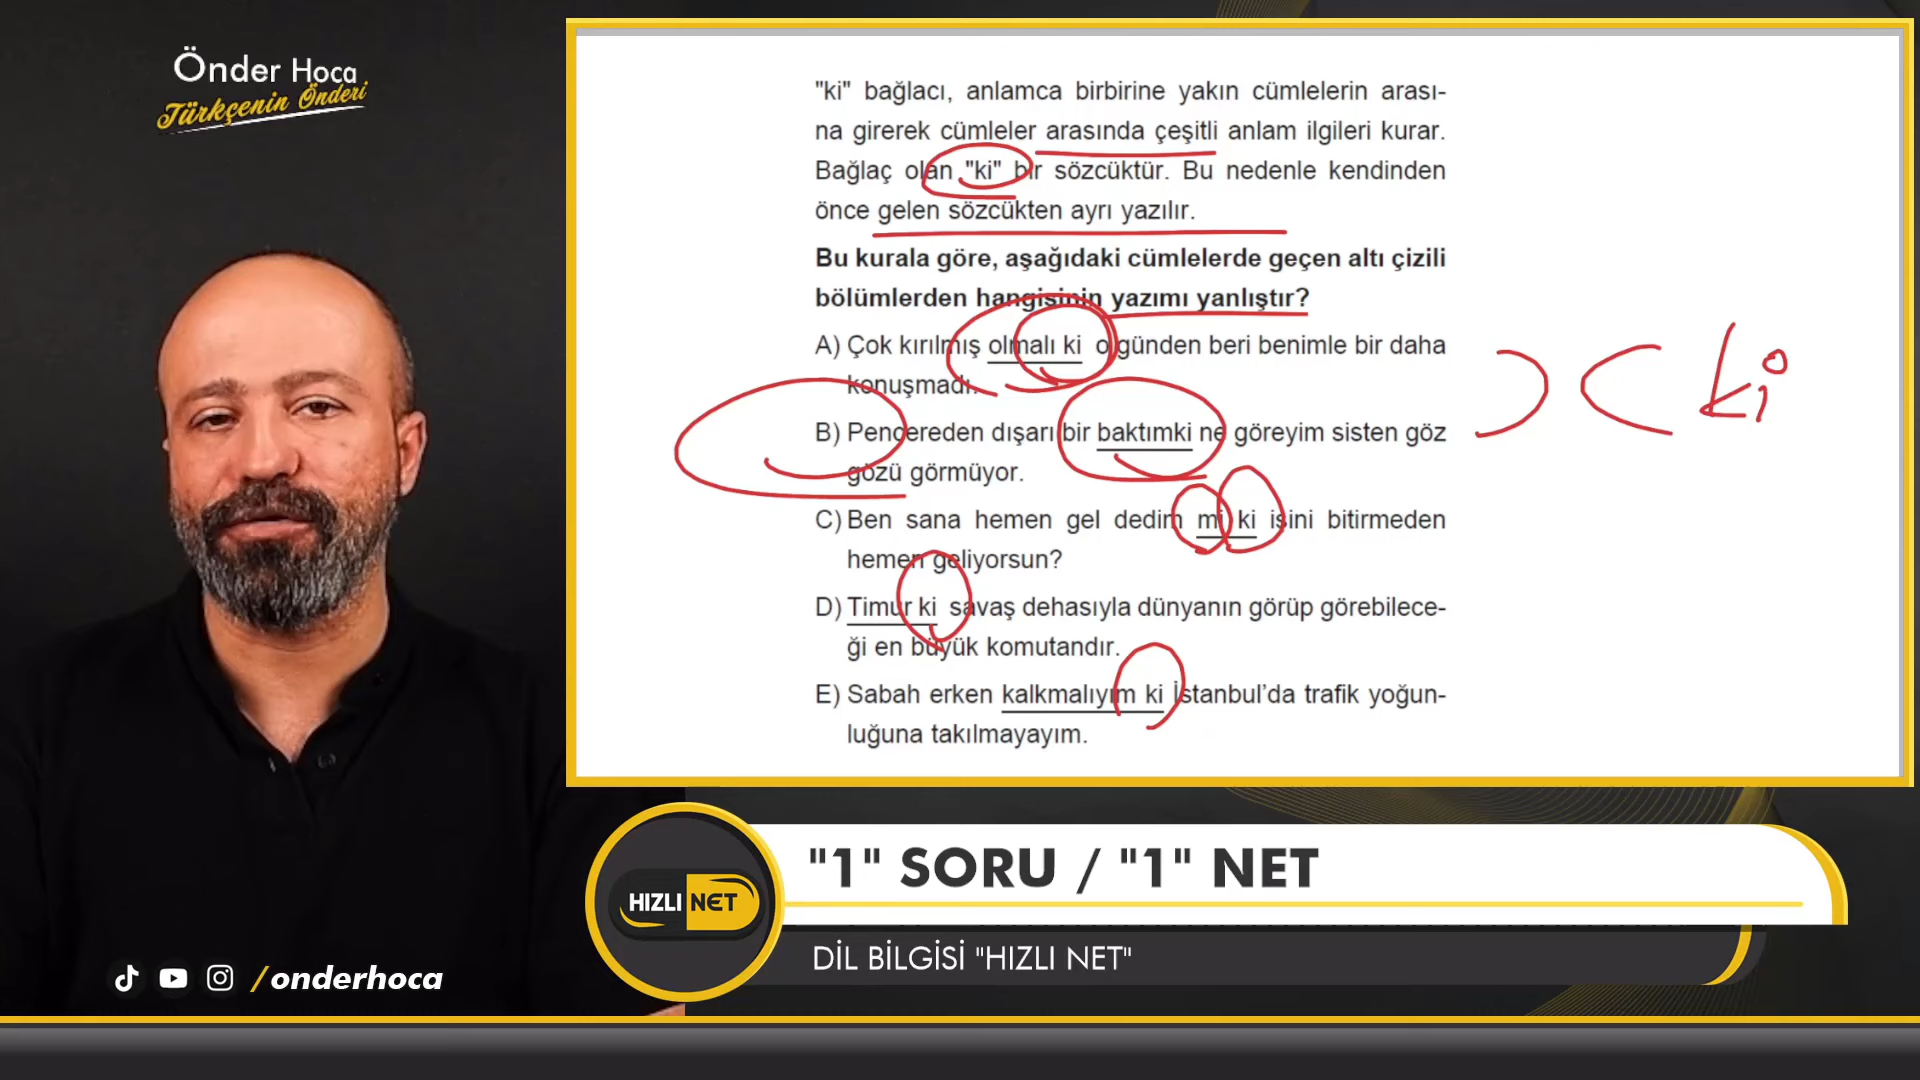 Önder Hoca
Türkçenin Önderi
"ki" bağlacı, anlamca birbirine yakın cümlelerin arası-
na girerek cümleler arasında çeşitli anlam ilgileri kurar.
Bağlaç olan "ki" bir sözcüktür. Bu nedenle kendinden
önce gelen sözcükten ayrı yazılır.
Bu kurala göre, aşağıdaki cümlelerde geçen altı çizili
bölümlerden hangisinin yazımı yanlıştır?
A) Çok kırılmış olmalı ki o günden beri benimle bir daha
konuşmadı.
B) Pencereden dışarı bir baktımki ne göreyim sisten göz
gözü görmüyor.
C) Ben sana hemen gel dedim mi ki işini bitirmeden
hemen geliyorsun?
D) Timur ki savaş dehasıyla dünyanın görüp görebilece-
ği en büyük komutandır.
E) Sabah erken kalkmalıyım ki İstanbul'da trafik yoğun-
luğuna takılmayayım.
ki
"1" SORU / "1" NET
HIZLI NET
DİL BİLGİSİ "HIZLI NET"
/onderhoca